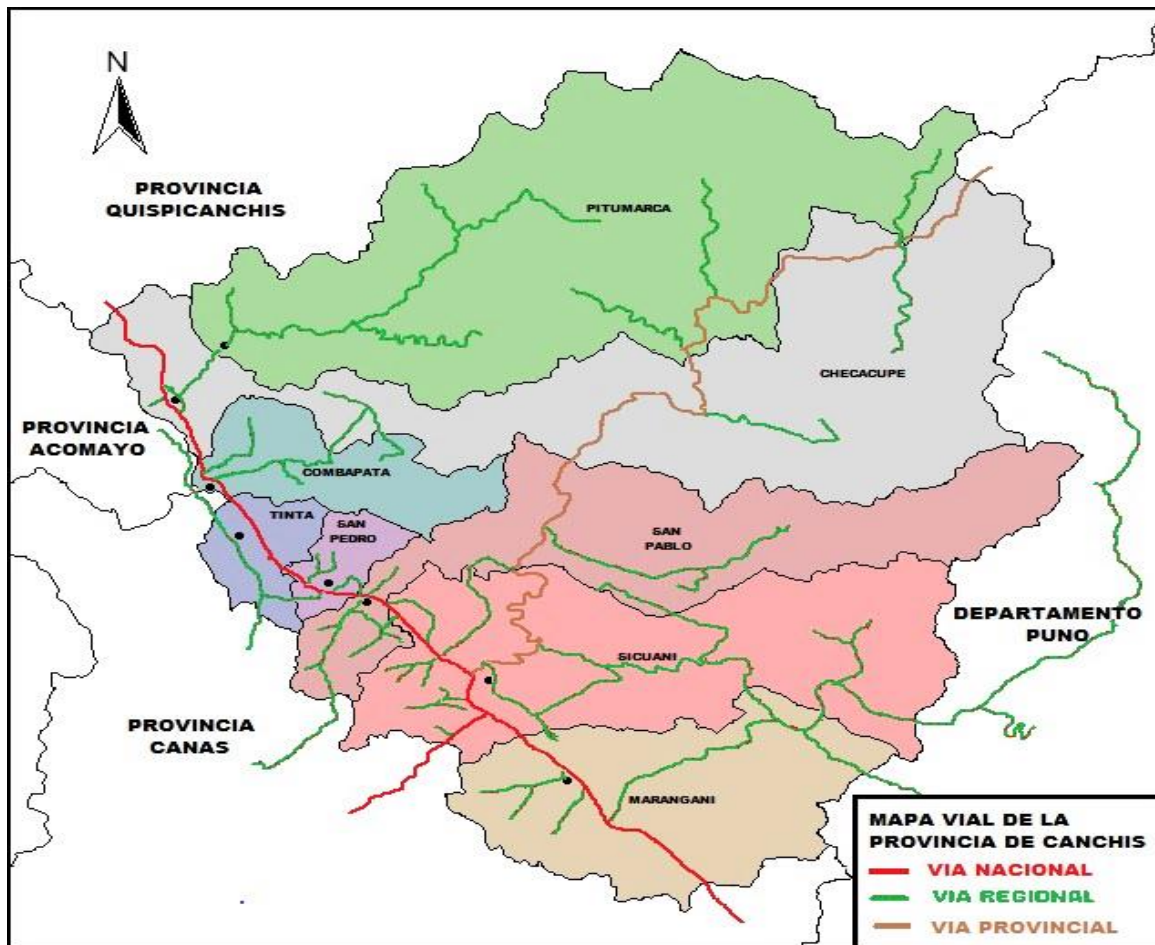 N
PROVINCIA
QUISPICANCHIS
PITUMARCA
CHECACUPE
PROVINCIA
ACOMAYO
COMBAPATA
TINTA
SAN
PEDRO
SAN
PABLO
DEPARTAMENTO
PUNO
SICUANI
PROVINCIA
CANAS
MARANGANI
MAPA VIAL DE LA
PROVINCIA DE CANCHIS
VIA NACIONAL
VIA REGIONAL
VIA PROVINCIAL